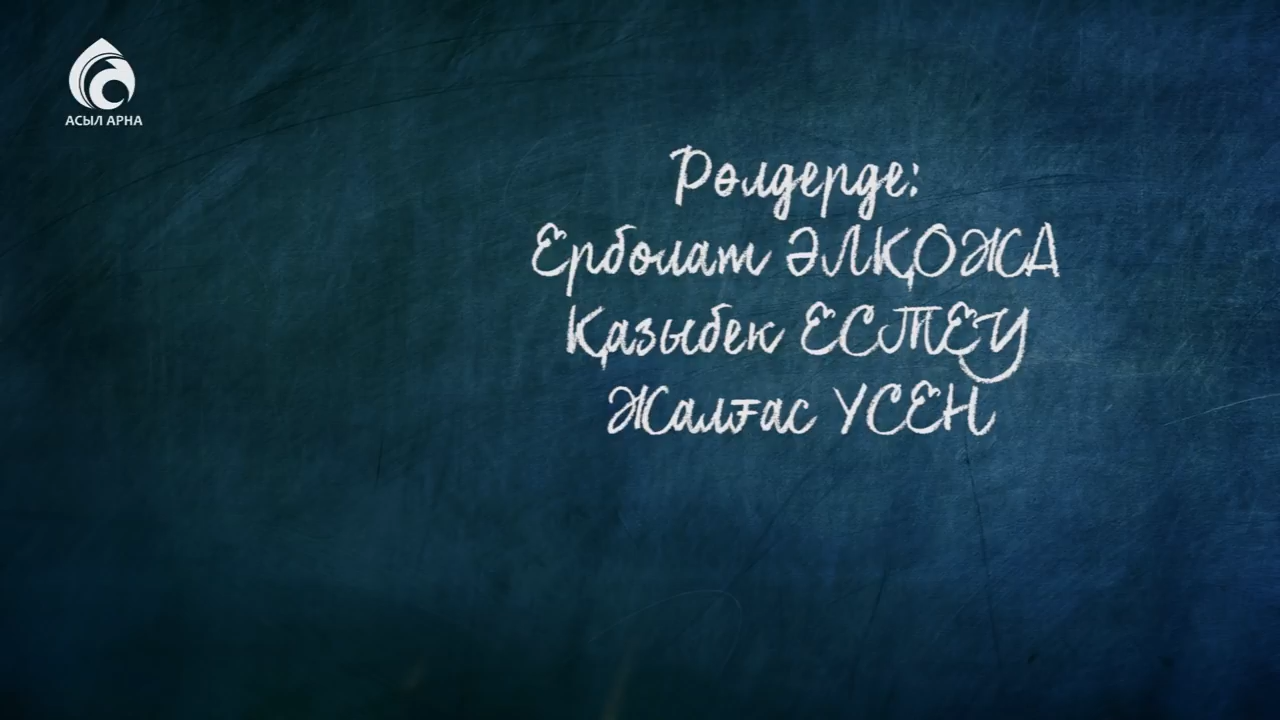 АСЫЛ АРНА
Рөлдерде:
Ерболат ӘЛҚОЖА
Қазыбек ЕСТЕУ
Жалғас ҮСЕН